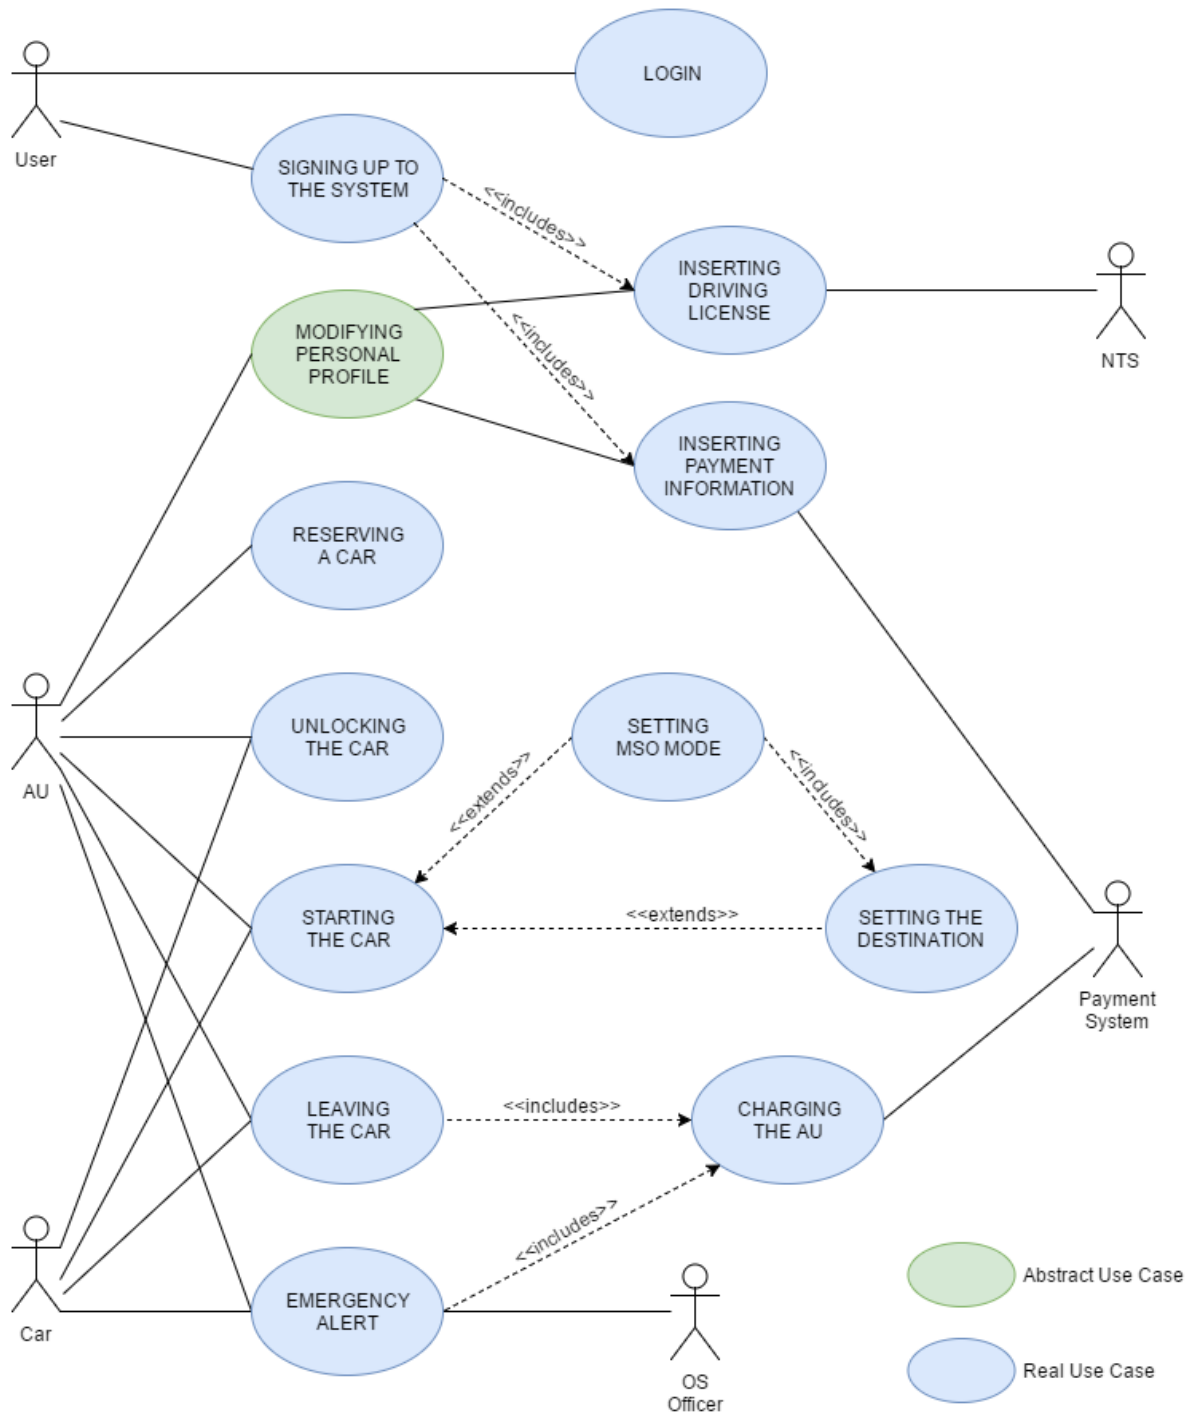 LOGIN
User
SIGNING UP TO
THE SYSTEM
<<includes>>
INSERTING
DRIVING
LICENSE
NTS
MODIFYING
PERSONAL
PROFILE
<<includes>>
INSERTING
PAYMENT
INFORMATION
RESERVING
A CAR
AU
UNLOCKING
THE CAR
SETTING
MSO MODE
<<extends>>
<<includes>>
STARTING
THE CAR
<<extends>>
SETTING THE
DESTINATION
Payment
System
LEAVING
THE CAR
<<includes>>
CHARGING
THE AU
<<includes>>
Car
EMERGENCY
ALERT
OS
Officer
Abstract Use Case
Real Use Case